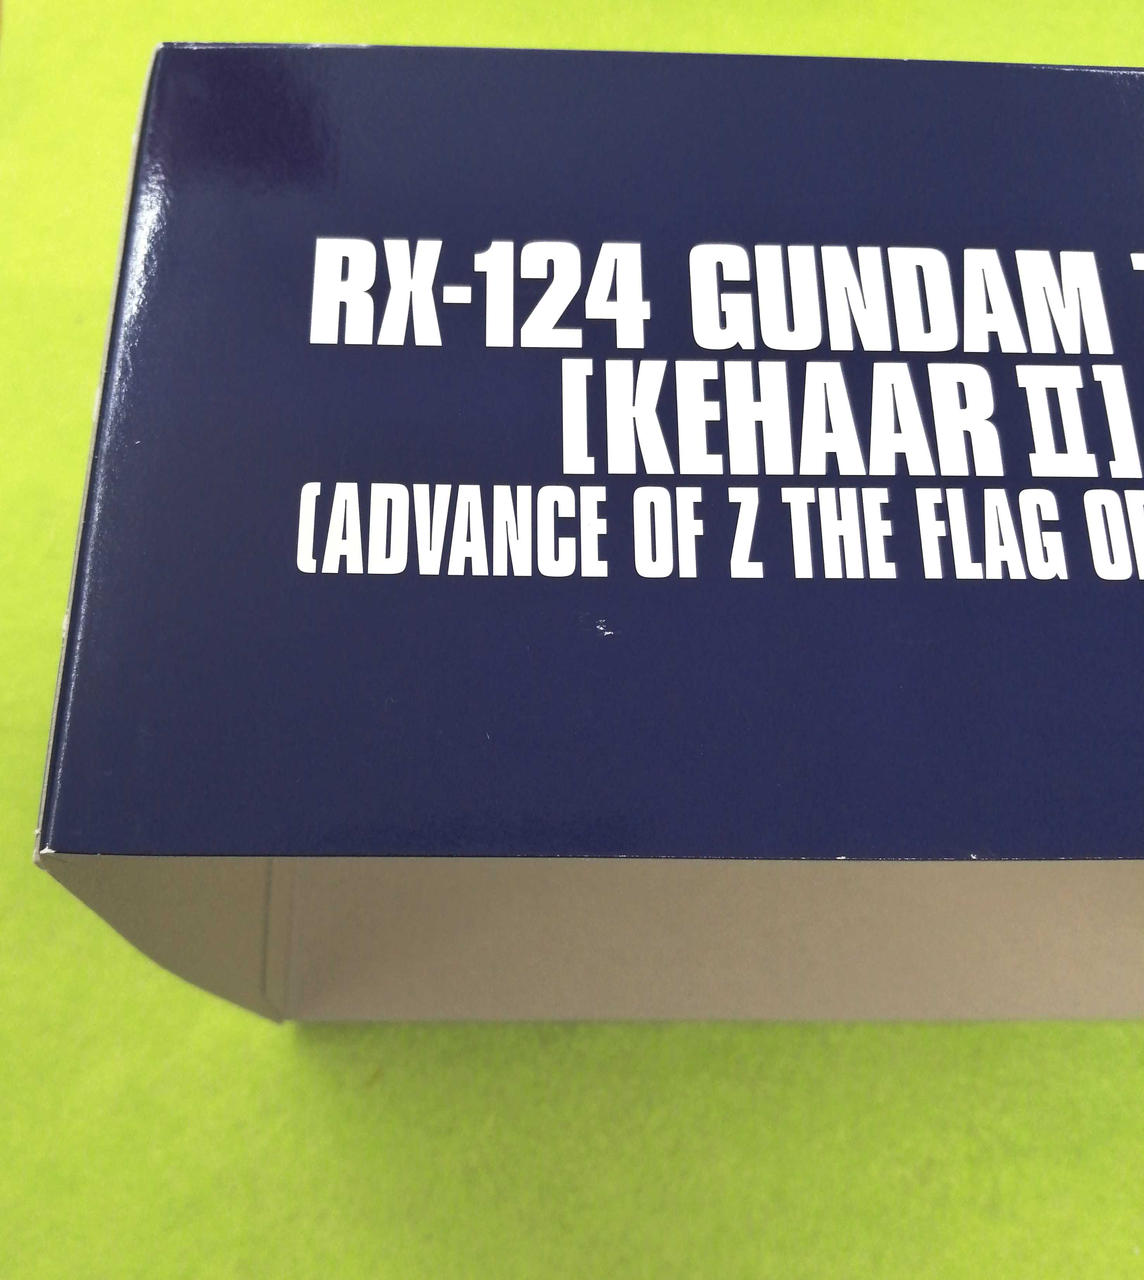 RX-124 GUNDAM
[KEHAAR II]
(ADVANCE OF Z THE FLAG